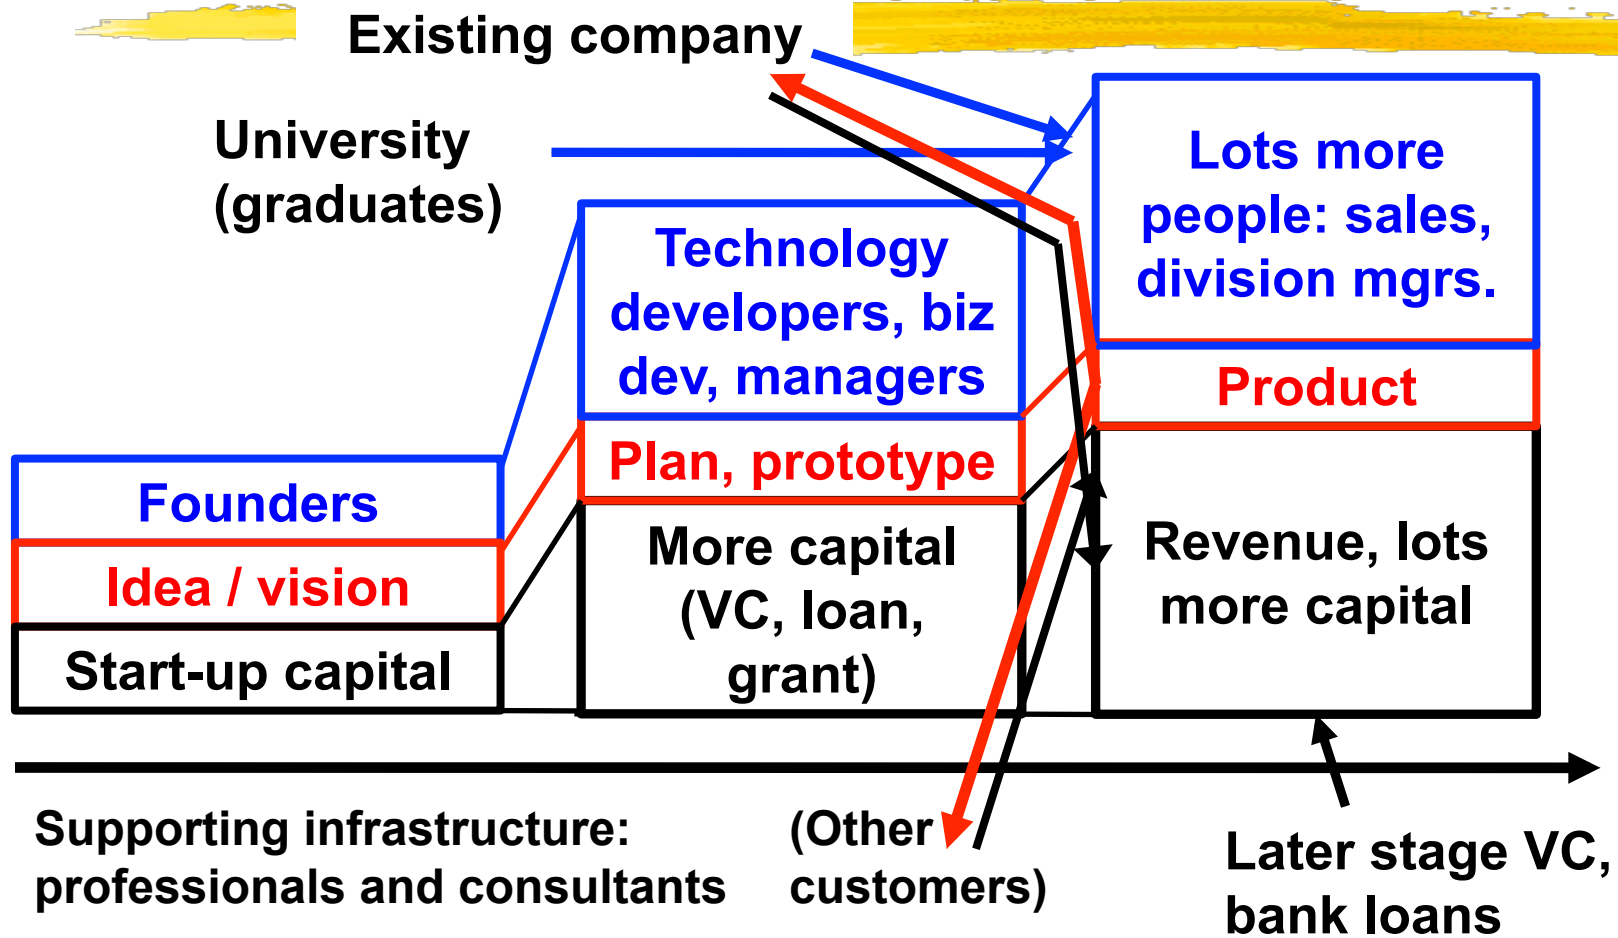 Existing company
University
(graduates)
Lots more
people: sales,
division mgrs.
Technology
developers, biz
dev, managers
Product
Plan, prototype
Founders
Idea / vision
Start-up capital
More capital
(VC, loan,
grant)
Revenue, lots
more capital
Supporting infrastructure:
professionals and consultants
(Other
customers)
Later stage VC,
bank loans